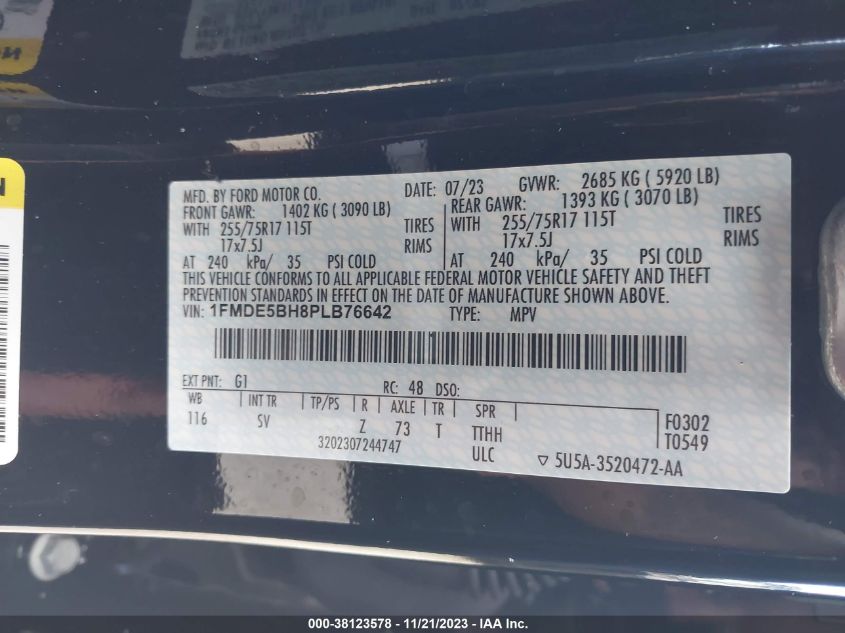 MFD. BY FORD MOTOR CO. DATE: 07/23 GVWR: 2685 KG ( 5920 LB)
FRONT GAWR: 1402 KG ( 3090 LB) REAR GAWR: 1393 KG ( 3070 LB)
WITH 255/75R17 115T TIRES WITH 255/75R17 115T TIRES
17x7.5J RIMS 17x7.5J RIMS
AT 240 kPa/ 35 PSI COLD AT 240 kPa/ 35 PSI COLD
THIS VEHICLE CONFORMS TO ALL APPLICABLE FEDERAL MOTOR VEHICLE SAFETY AND THEFT
PREVENTION STANDARDS IN EFFECT ON THE DATE OF MANUFACTURE SHOWN ABOVE.
VIN: 1FMDE5BH8PLB76642 TYPE: MPV
EXT PNT: G1 RC: 48 DSO:
WB INT TR TP/PS R AXLE TR SPR
116 SV Z 73 T TTHH F0302
3202307244747 ULC T0549
5U5A-3520472-AA
000-38123578 - 11/21/2023 - IAA Inc.